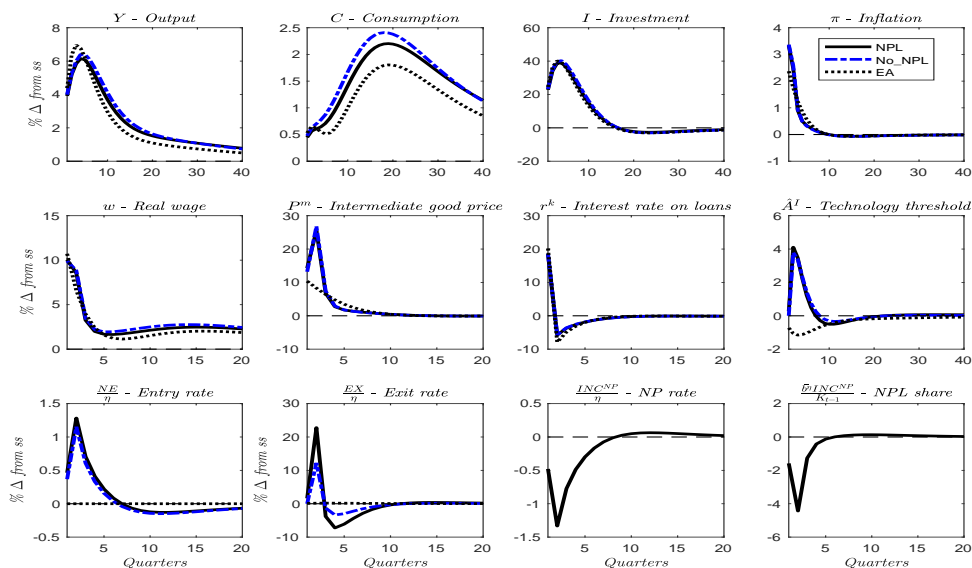 Y - Output
C - Consumption
I - Investment
π - Inflation
% Δ from ss
8
6
4
2
0
10 20 30 40
2.5
2
1.5
1
0.5
0
10 20 30 40
60
40
20
0
-20
10 20 30 40
4
3
2
1
0
-1
10 20 30 40
NPL
No_NPL
EA
w - Real wage
P^m - Intermediate good price
r^k - Interest rate on loans
Â^I - Technology threshold
% Δ from ss
15
10
5
0
5 10 15 20
30
20
10
0
-10
5 10 15 20
30
20
10
0
-10
5 10 15 20
6
4
2
0
-2
5 10 15 20
NE/η - Entry rate
EX/η - Exit rate
INC^NP/η - NP rate
INC^NP/K_t−1 - NPL share
% Δ from ss
1.5
1
0.5
0
-0.5
5 10 15 20
Quarters
% Δ from ss
30
20
10
0
-10
5 10 15 20
Quarters
0.5
0
-0.5
-1
-1.5
5 10 15 20
Quarters
2
0
-2
-4
-6
5 10 15 20
Quarters